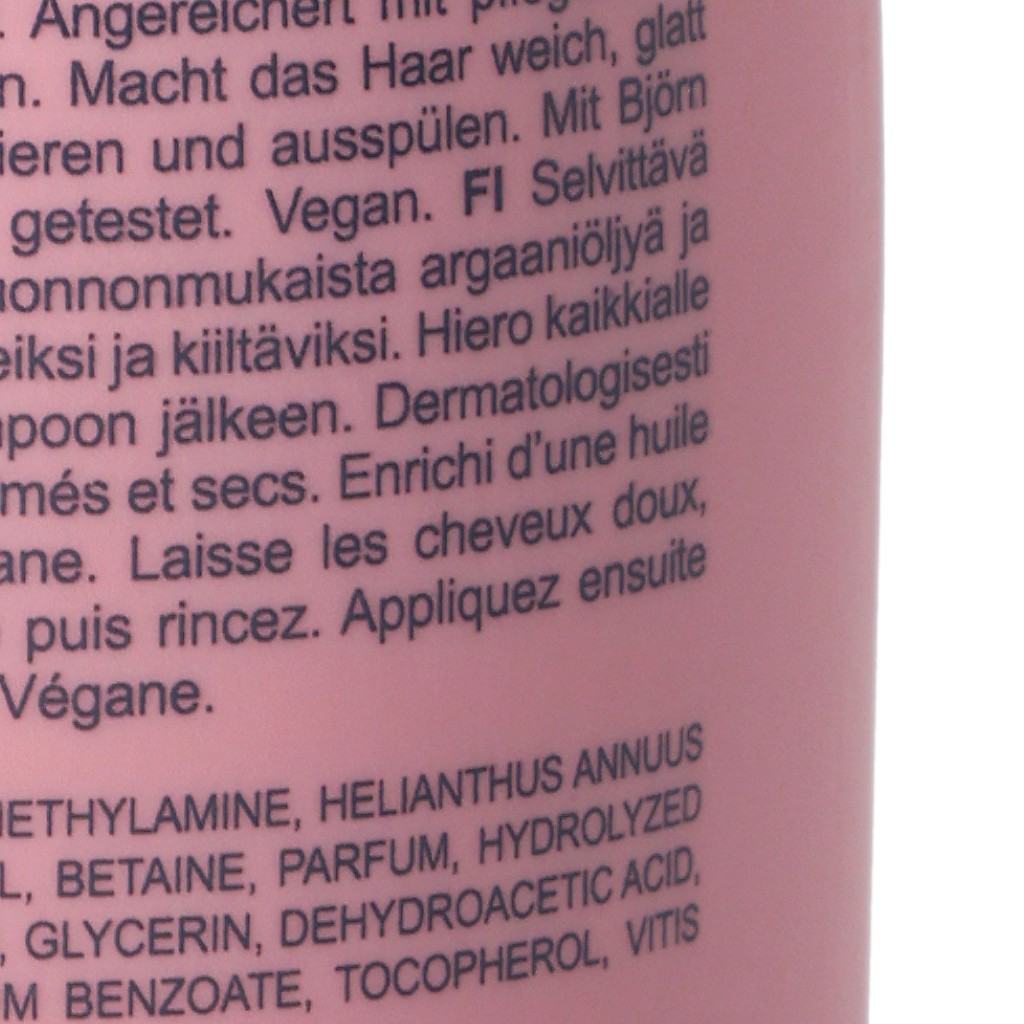 . Angereichert mit
n. Macht das Haar weich, glatt
ieren und ausspülen. Mit Björn
getestet. Vegan. FI Selvittävä
uonnonmukaista argaaniöljyä ja
eiksi ja kiiltäviksi. Hiero kaikkialle
poon jälkeen. Dermatologisesti
més et secs. Enrichi d'une huile
ane. Laisse les cheveux doux,
puis rincez. Appliquez ensuite
Végane.
METHYLAMINE, HELIANTHUS ANNUUS
L, BETAINE, PARFUM, HYDROLYZED
, GLYCERIN, DEHYDROACETIC ACID,
M BENZOATE, TOCOPHEROL, VITIS